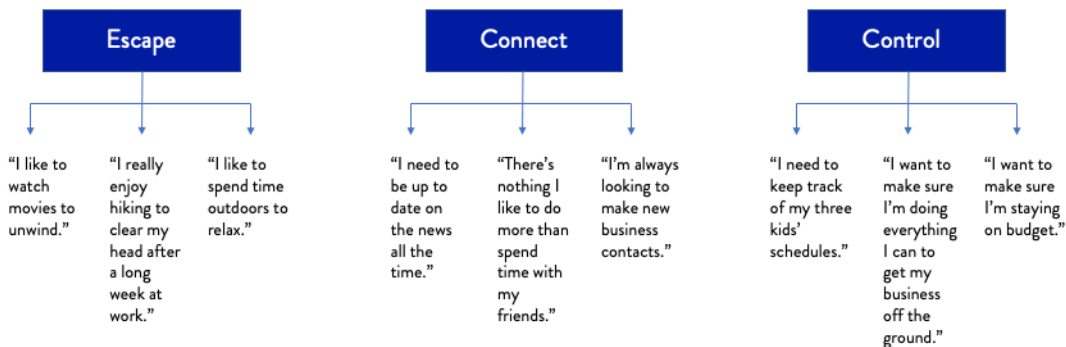 Escape
Connect
Control
“I like to
watch
movies to
unwind.”
“I really
enjoy
hiking to
clear my
head after
a long
week at
work.”
“I like to
spend time
outdoors to
relax.”
“I need to
be up to
date on
the news
all the
time.”
“There’s
nothing I
like to do
more than
spend
time with
my
friends.”
“I’m always
looking to
make new
business
contacts.”
“I need to
keep track
of my three
kids’
schedules.”
“I want to
make sure
I’m doing
everything
I can to
get my
business
off the
ground.”
“I want to
make sure
I’m staying
on budget.”